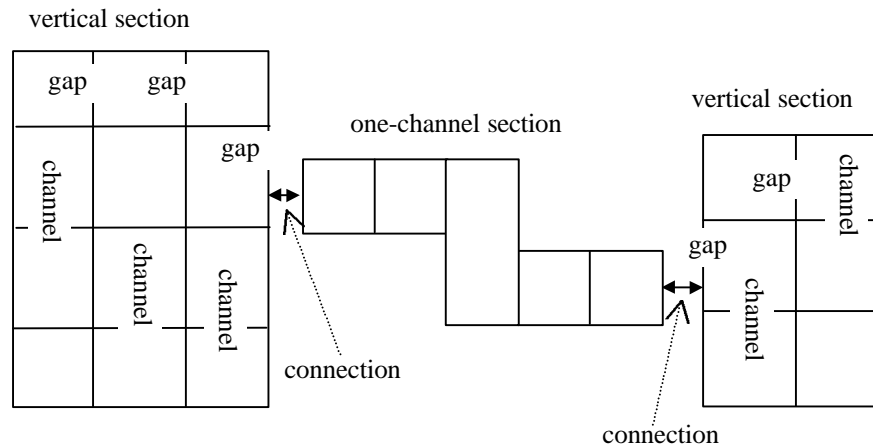 vertical section
gap
gap
vertical section
one-channel section
gap
channel
channel
gap
gap
channel
channel
channel
connection
connection